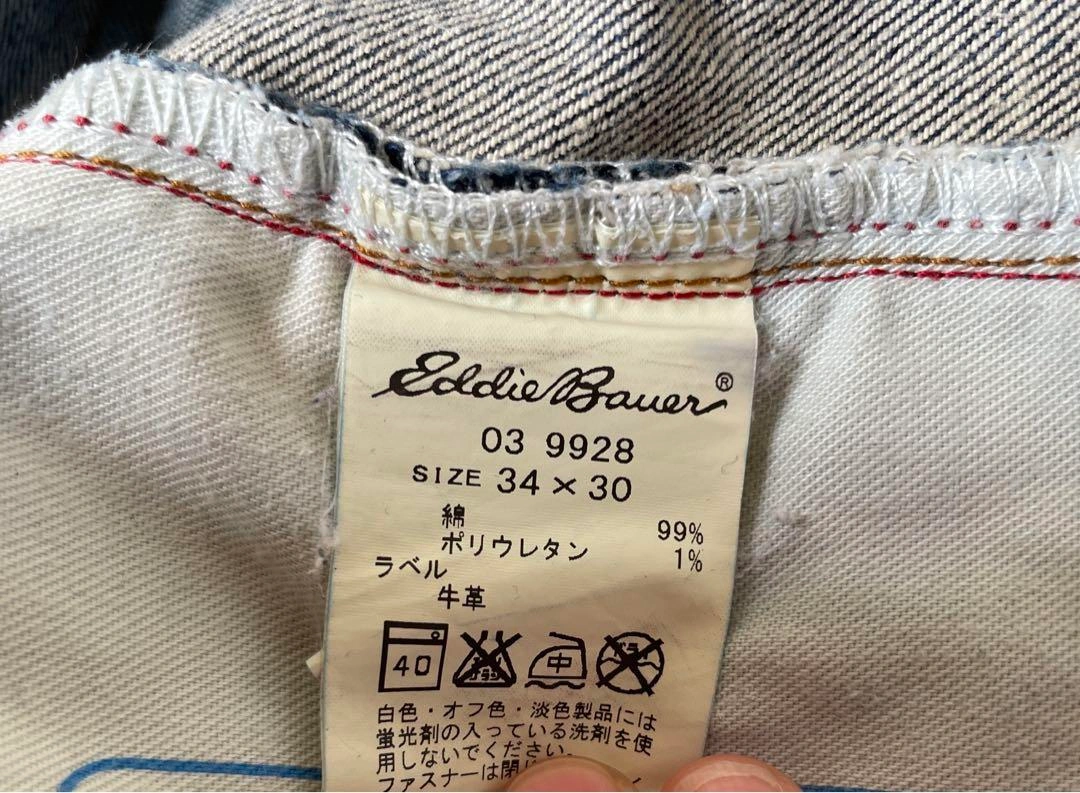 Eddie Bauer®
03 9928
SIZE 34×30
綿 99%
ポリウレタン 1%
ラベル
牛革
40 中
白色・オフ色・淡色製品には
蛍光剤の入っている洗剤を使
用しないでください。
ファスナーは閉じ